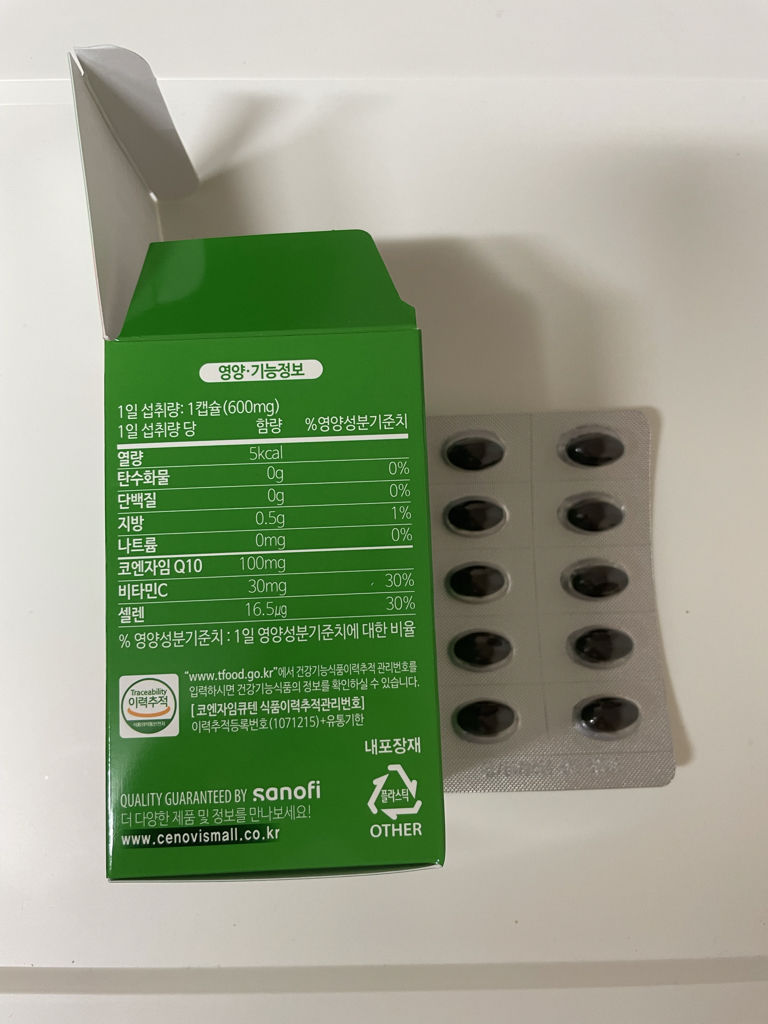 영양·기능정보
1일 섭취량: 1캡슐(600mg)
1일 섭취량 당 함량 %영양성분기준치
열량 5kcal
탄수화물 0g 0%
단백질 0g 0%
지방 0.5g 1%
나트륨 0mg 0%
코엔자임 Q10 100mg
비타민C 30mg 30%
셀렌 16.5㎍ 30%
% 영양성분기준치 : 1일 영양성분기준치에 대한 비율
Traceability
이력추적
"www.tfood.go.kr"에서 건강기능식품이력추적 관리번호를
입력하시면 건강기능식품의 정보를 확인하실 수 있습니다.
[코엔자임큐텐 식품이력추적관리번호]
이력추적등록번호(1071215)+유통기한
내포장재
플라스틱
OTHER
QUALITY GUARANTEED BY sanofi
더 다양한 제품 및 정보를 만나보세요!
www.cenovismall.co.kr